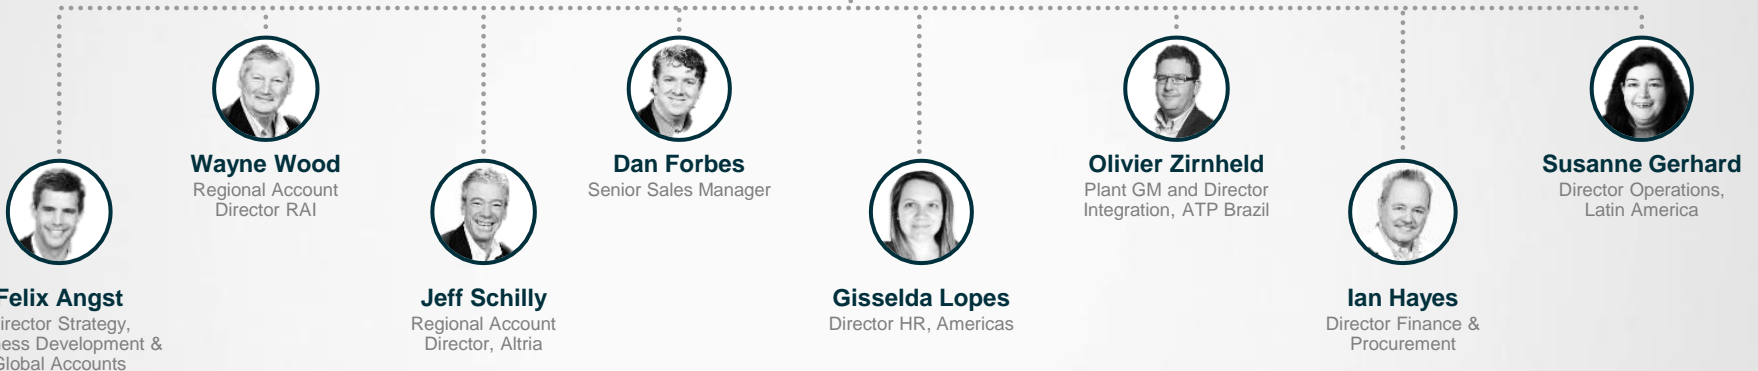 Wayne Wood
Regional Account
Director RAI
Dan Forbes
Senior Sales Manager
Olivier Zirnheld
Plant GM and Director
Integration, ATP Brazil
Susanne Gerhard
Director Operations,
Latin America
Felix Angst
irector Strategy,
ness Development &
Global Accounts
Jeff Schilly
Regional Account
Director, Altria
Gisselda Lopes
Director HR, Americas
Ian Hayes
Director Finance &
Procurement